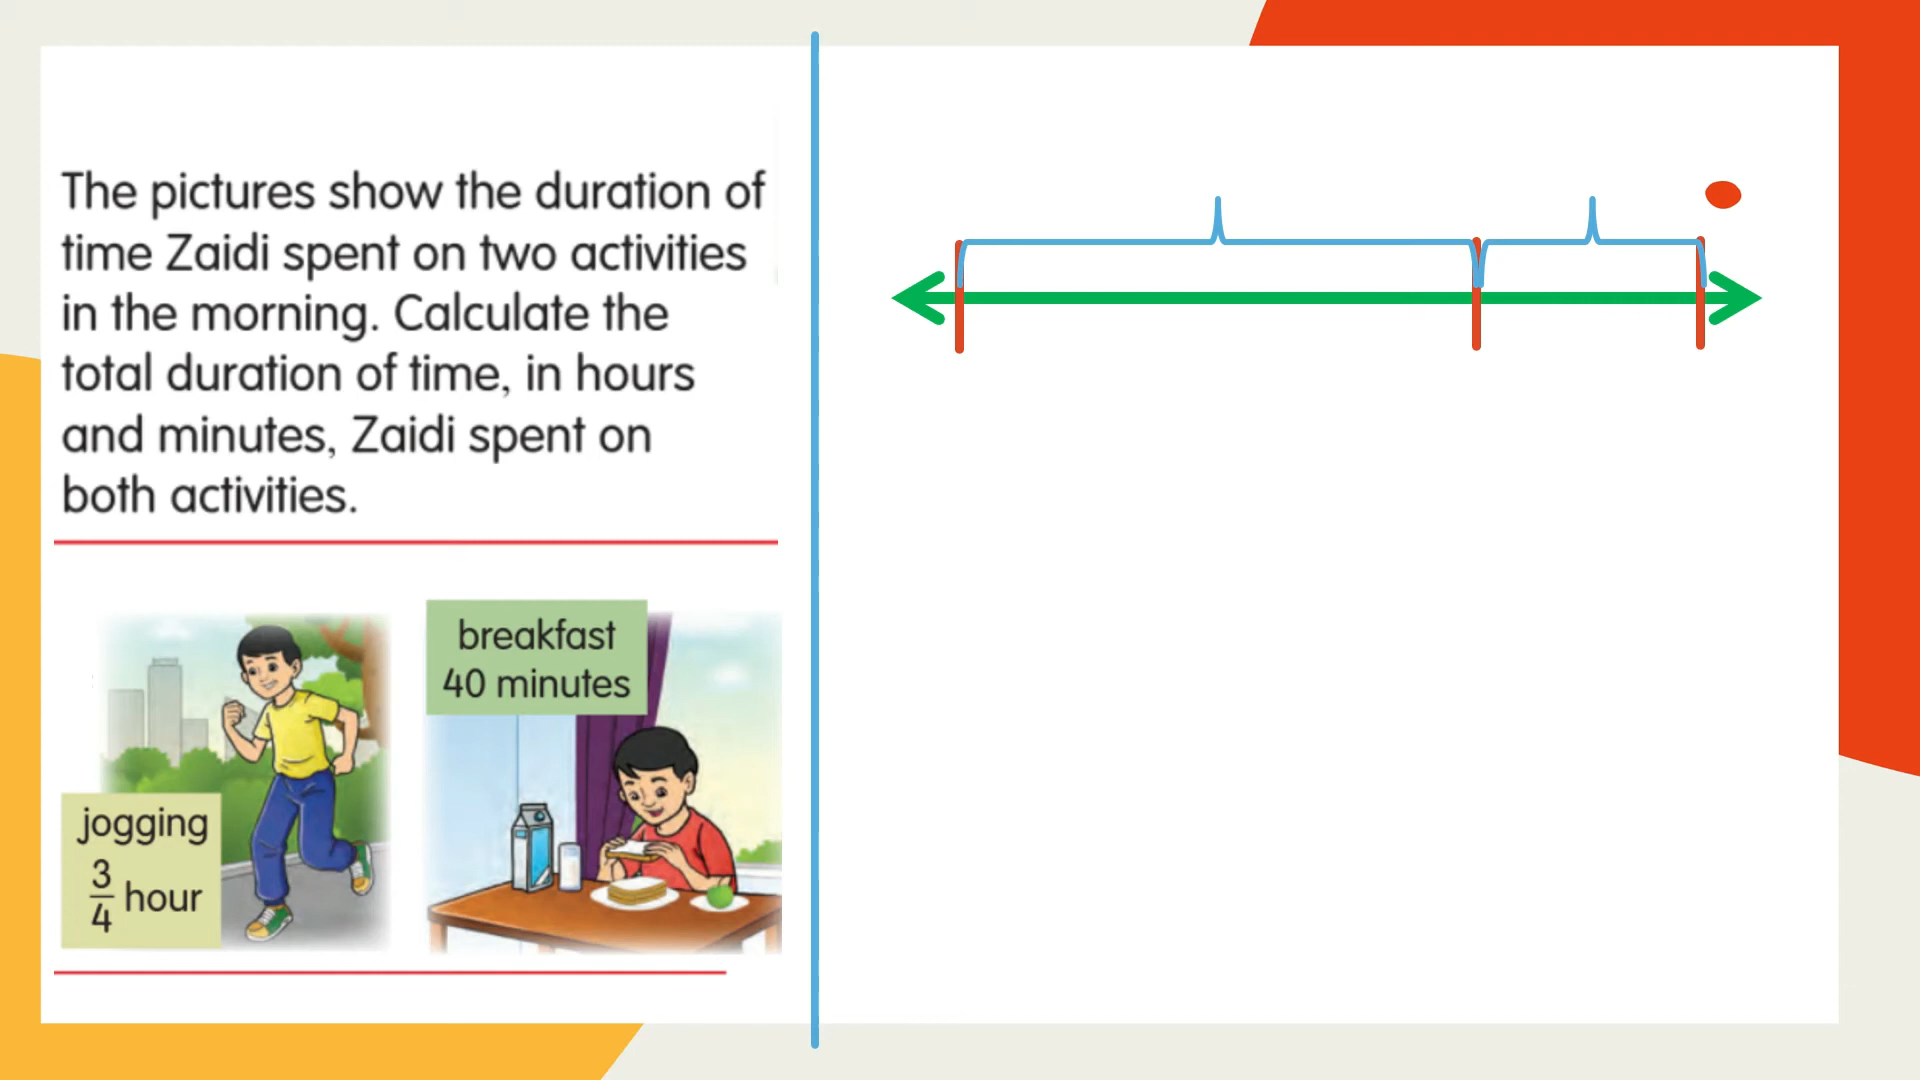 The pictures show the duration of
time Zaidi spent on two activities
in the morning. Calculate the
total duration of time, in hours
and minutes, Zaidi spent on
both activities.
breakfast
40 minutes
jogging
3/4 hour